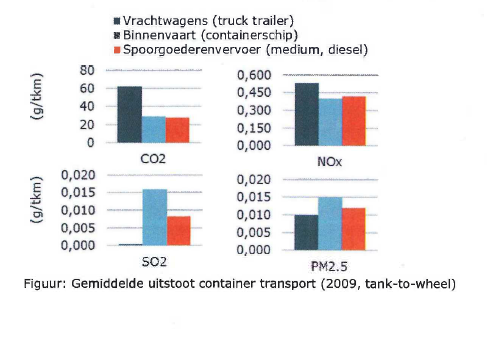 Vrachtwagens (truck trailer)
Binnenvaart (containerschip)
Spoorgoederenvervoer (medium, diesel)
(g/tkm)
80
60
40
20
0
CO2
0,600
0,450
0,300
0,150
0,000
NOx
(g/tkm)
0,020
0,015
0,010
0,005
0,000
SO2
0,020
0,015
0,010
0,005
0,000
PM2.5
Figuur: Gemiddelde uitstoot container transport (2009, tank-to-wheel)